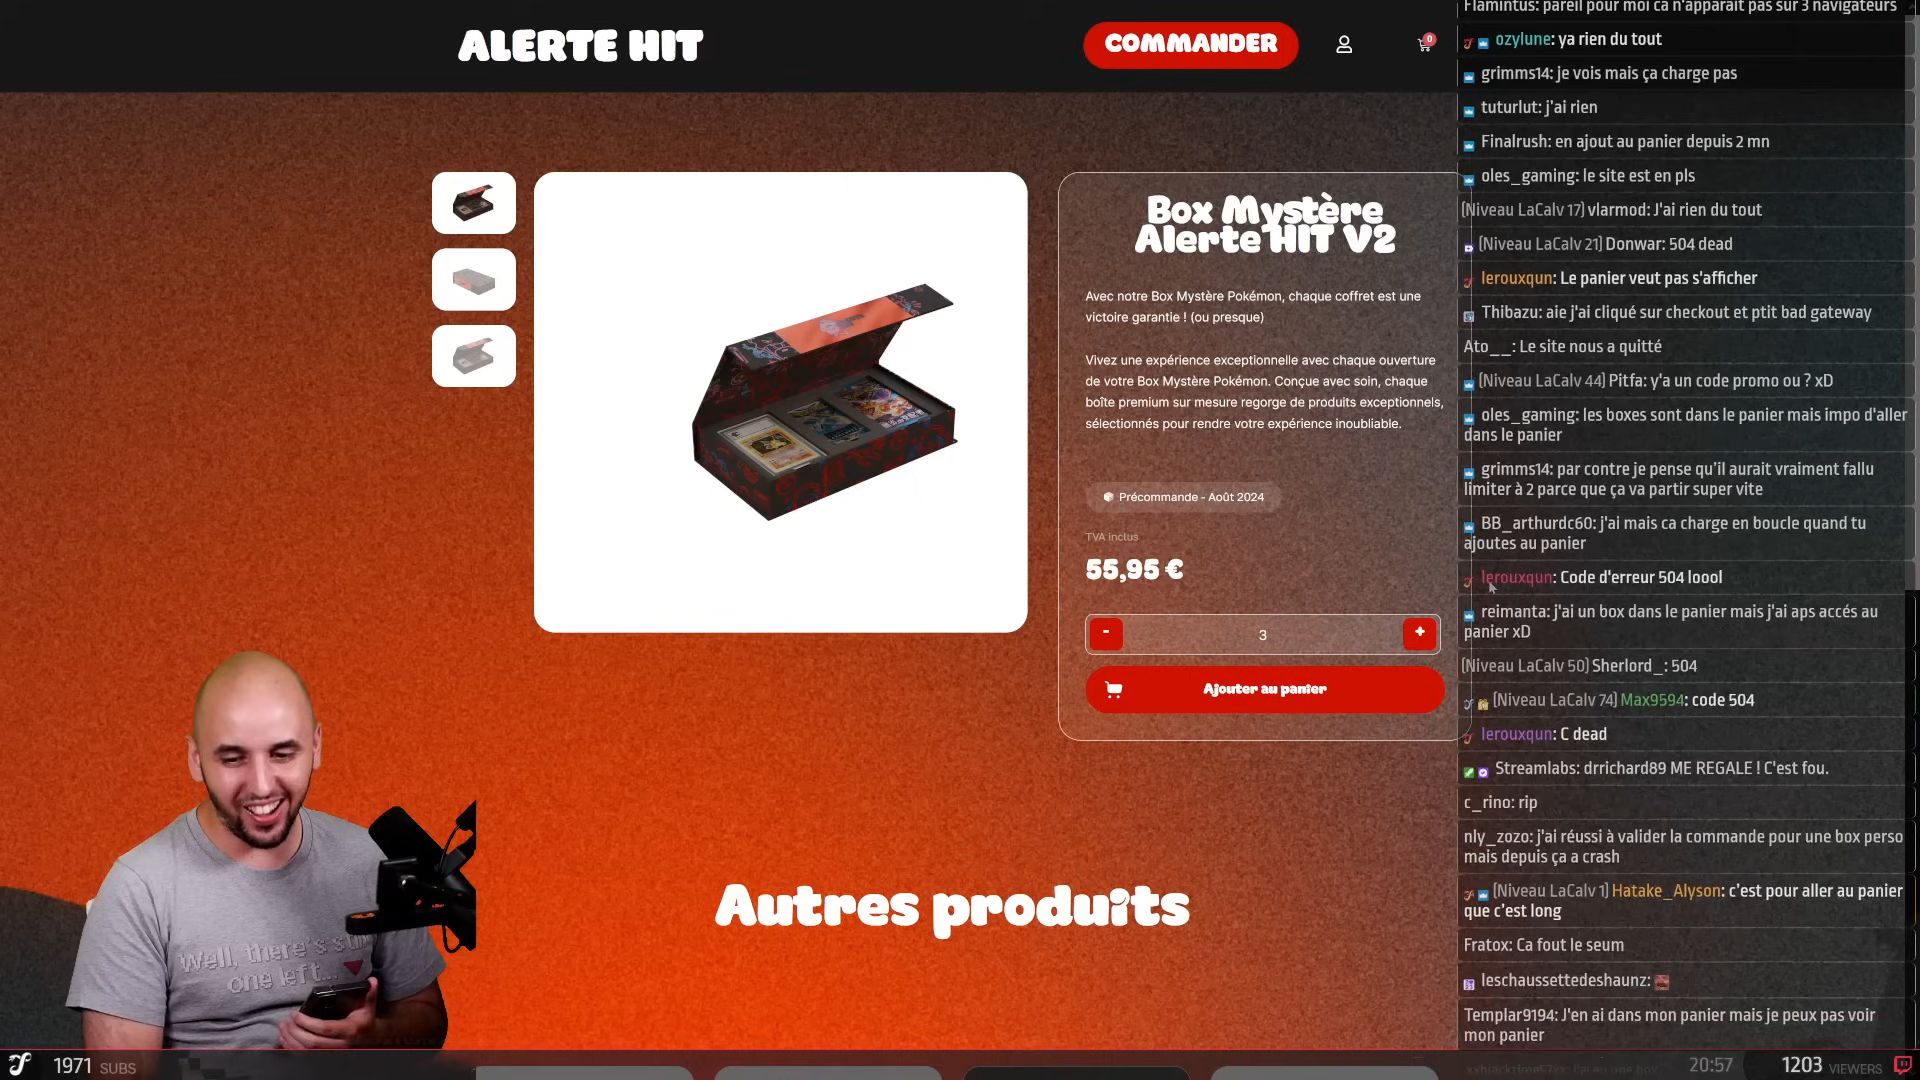 ALERTE HIT
COMMANDER
0
Box Mystère
Alerte HIT V2
Avec notre Box Mystère Pokémon, chaque coffret est une
victoire garantie ! (ou presque)
Vivez une expérience exceptionnelle avec chaque ouverture
de votre Box Mystère Pokémon. Conçue avec soin, chaque
boîte premium sur mesure regorge de produits exceptionnels,
sélectionnés pour rendre votre expérience inoubliable.
Précommande - Août 2024
TVA inclus
55,95 €
- 3 +
Ajouter au panier
Autres produits
Well, there's still
one left...
1971 SUBS
Flamintus: pareil pour moi ca n'apparait pas sur 3 navigateurs
ozylune: ya rien du tout
grimms14: je vois mais ça charge pas
tuturlut: j'ai rien
Finalrush: en ajout au panier depuis 2 mn
oles_gaming: le site est en pls
[Niveau LaCalv 17] vlarmod: J'ai rien du tout
[Niveau LaCalv 21] Donwar: 504 dead
lerouxqun: Le panier veut pas s'afficher
Thibazu: aie j'ai cliqué sur checkout et ptit bad gateway
Ato__: Le site nous a quitté
[Niveau LaCalv 44] Pitfa: y'a un code promo ou ? xD
oles_gaming: les boxes sont dans le panier mais impo d'aller
dans le panier
grimms14: par contre je pense qu'il aurait vraiment fallu
limiter à 2 parce que ça va partir super vite
BB_arthurdc60: j'ai mais ca charge en boucle quand tu
ajoutes au panier
lerouxqun: Code d'erreur 504 loool
reimanta: j'ai un box dans le panier mais j'ai aps accés au
panier xD
[Niveau LaCalv 50] Sherlord_: 504
[Niveau LaCalv 74] Max9594: code 504
lerouxqun: C dead
Streamlabs: drrichard89 ME REGALE ! C'est fou.
c_rino: rip
nly_zozo: j'ai réussi à valider la commande pour une box perso
mais depuis ça a crash
[Niveau LaCalv 1] Hatake_Alyson: c'est pour aller au panier
que c'est long
Fratox: Ca fout le seum
leschaussettedeshaunz:
Templar9194: J'en ai dans mon panier mais je peux pas voir
mon panier
20:57
1203 VIEWERS